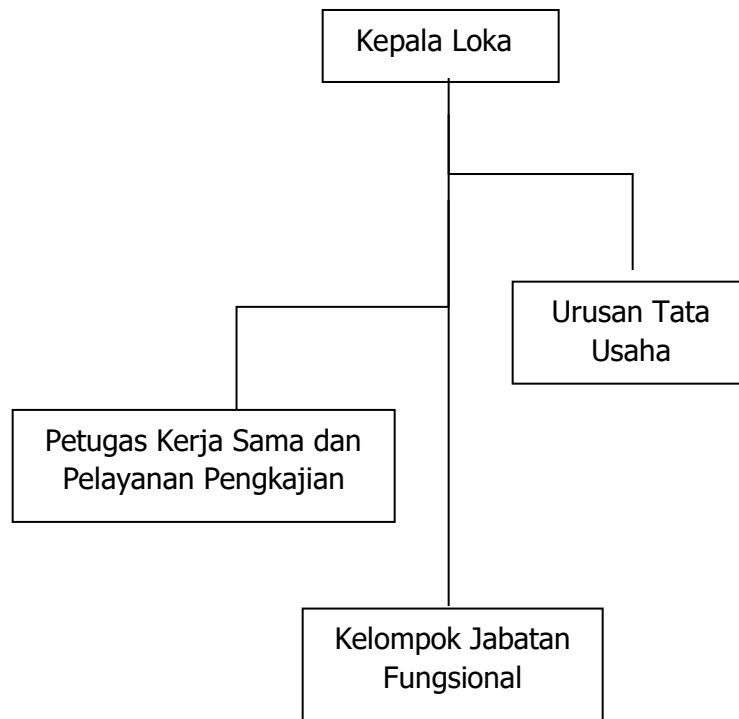 Kepala Loka
Urusan Tata
Usaha
Petugas Kerja Sama dan
Pelayanan Pengkajian
Kelompok Jabatan
Fungsional